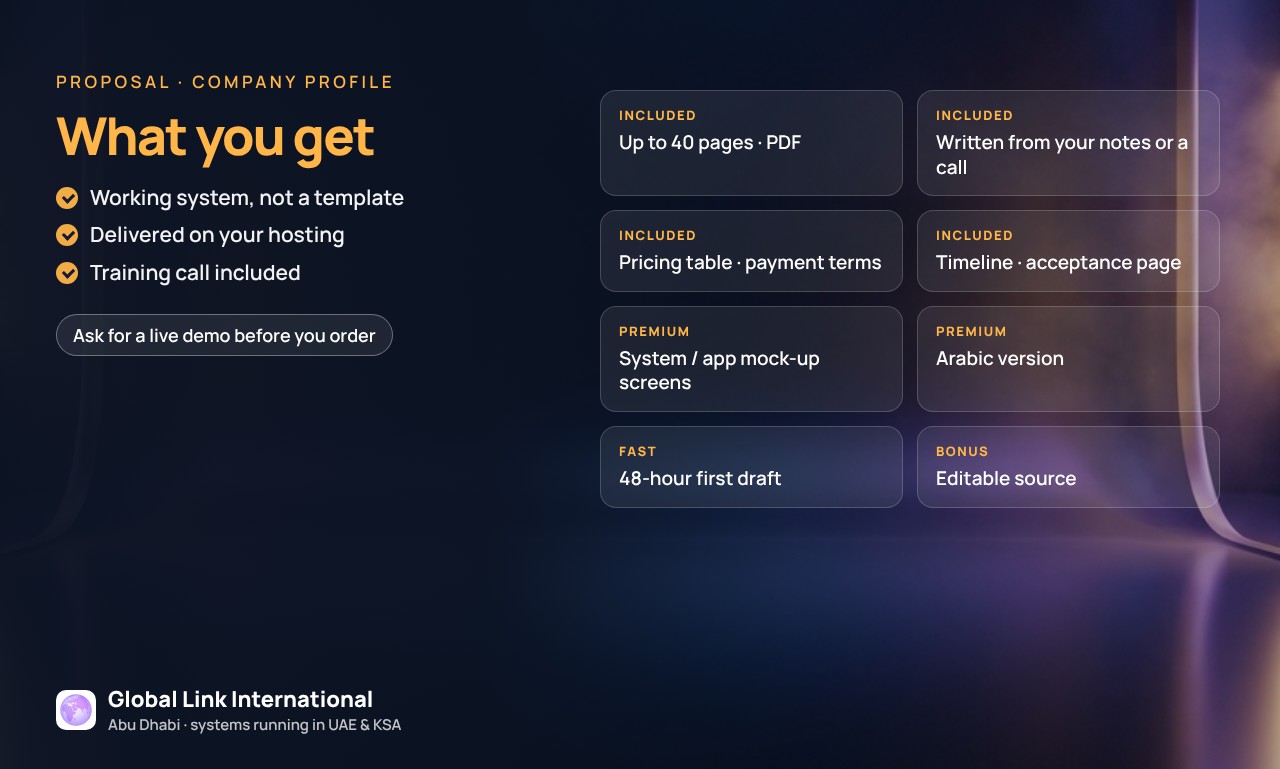 PROPOSAL · COMPANY PROFILE
What you get
Working system, not a template
Delivered on your hosting
Training call included
Ask for a live demo before you order
INCLUDED
Up to 40 pages · PDF
INCLUDED
Written from your notes or a
call
INCLUDED
Pricing table · payment terms
INCLUDED
Timeline · acceptance page
PREMIUM
System / app mock-up
screens
PREMIUM
Arabic version
FAST
48-hour first draft
BONUS
Editable source
Global Link International
Abu Dhabi · systems running in UAE & KSA